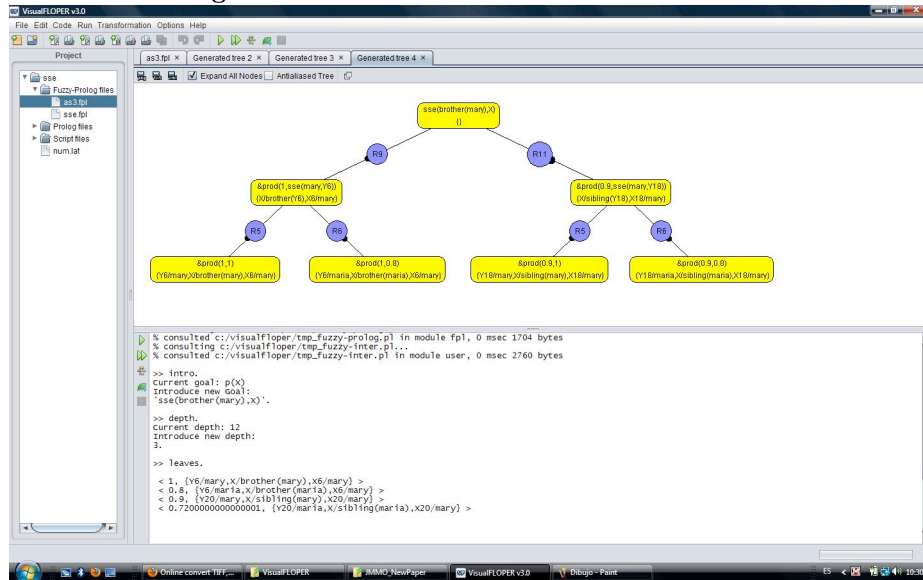 VisualFLOPER v3.0
File Edit Code Run Transformation Options Help
Project
as3.fpl × Generated tree 2 × Generated tree 3 × Generated tree 4 ×
Expand All Nodes Antialiased Tree
sse
Fuzzy-Prolog files
as3.fpl
sse.fpl
Prolog files
Script files
num.lat
sse(brother(mary),X)
{}
R9 R11
&prod(1,sse(mary,Y6))
{X/brother(Y6),X6/mary}
&prod(0.9,sse(mary,Y18))
{X/sibling(Y18),X18/mary}
R5 R6 R5 R6
&prod(1,1)
{Y6/mary,X/brother(mary),X6/mary}
&prod(1,0.8)
{Y6/maria,X/brother(maria),X6/mary}
&prod(0.9,1)
{Y18/mary,X/sibling(mary),X18/mary}
&prod(0.9,0.8)
{Y18/maria,X/sibling(maria),X18/mary}
% consulted c:/visualfloper/tmp_fuzzy-prolog.pl in module fpl, 0 msec 1704 bytes
% consulting c:/visualfloper/tmp_fuzzy-inter.pl...
% consulted c:/visualfloper/tmp_fuzzy-inter.pl in module user, 0 msec 2760 bytes
>> intro.
Current goal: p(X)
Introduce new Goal:
'sse(brother(mary),X)'.
>> depth.
Current depth: 12
Introduce new depth:
3.
>> leaves.
< 1, {Y6/mary,X/brother(mary),X6/mary} >
< 0.8, {Y6/maria,X/brother(maria),X6/mary} >
< 0.9, {Y20/mary,X/sibling(mary),X20/mary} >
< 0.7200000000000001, {Y20/maria,X/sibling(maria),X20/mary} >
Online convert TIFF,... VisualFLOPER JMMO_NewPaper VisualFLOPER v3.0 Dibujo - Paint ES 10:30